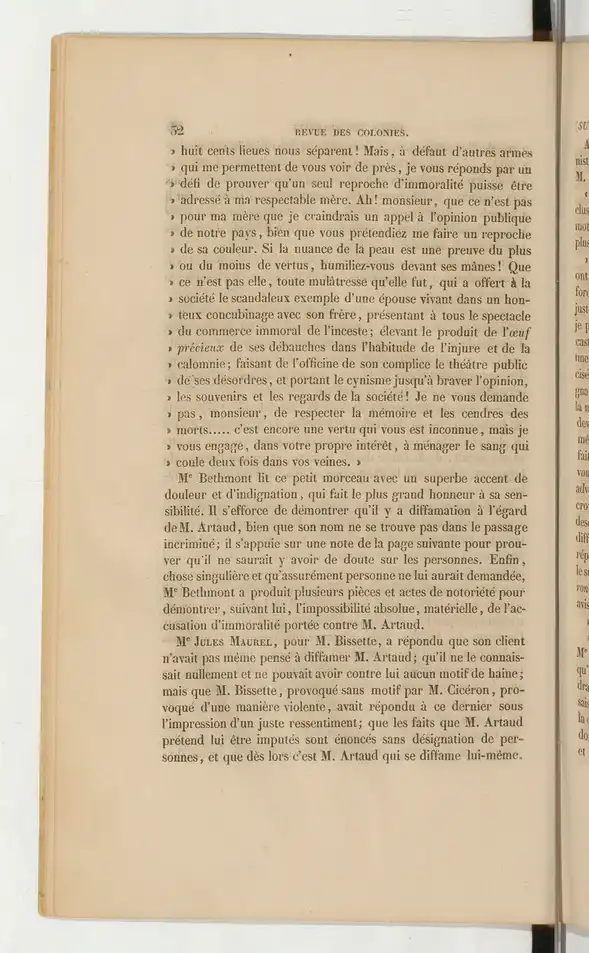 32 REVUE DES COLONIES.
» huit cents lieues nous séparent ! Mais, à défaut d'autres armes
» qui me permettent de vous voir de près, je vous réponds par un
» défi de prouver qu'un seul reproche d'immoralité puisse être
» adressé à ma respectable mère. Ah! monsieur, que ce n'est pas
» pour ma mère que je craindrais un appel à l'opinion publique
» de notre pays, bien que vous prétendiez me faire un reproche
» de sa couleur. Si la nuance de la peau est une preuve du plus
» ou du moins de vertus, humiliez-vous devant ses mânes ! Que
» ce n'est pas elle, toute mulâtresse qu'elle fut, qui a offert à la
» société le scandaleux exemple d'une épouse vivant dans un hon-
» teux concubinage avec son frère, présentant à tous le spectacle
» du commerce immoral de l'inceste; élevant le produit de l'œuf
» précieux de ses débauches dans l'habitude de l'injure et de la
» calomnie; faisant de l'officine de son complice le théâtre public
» de ses désordres, et portant le cynisme jusqu'à braver l'opinion,
» les souvenirs et les regards de la société! Je ne vous demande
» pas, monsieur, de respecter la mémoire et les cendres des
» morts..... c'est encore une vertu qui vous est inconnue, mais je
» vous engage, dans votre propre intérêt, à ménager le sang qui
» coule deux fois dans vos veines. »
Me Bethmont lit ce petit morceau avec un superbe accent de
douleur et d'indignation, qui fait le plus grand honneur à sa sen-
sibilité. Il s'efforce de démontrer qu'il y a diffamation à l'égard
de M. Artaud, bien que son nom ne se trouve pas dans le passage
incriminé; il s'appuie sur une note de la page suivante pour prou-
ver qu'il ne saurait y avoir de doute sur les personnes. Enfin,
chose singulière et qu'assurément personne ne lui aurait demandée,
Me Bethmont a produit plusieurs pièces et actes de notoriété pour
démontrer, suivant lui, l'impossibilité absolue, matérielle, de l'ac-
cusation d'immoralité portée contre M. Artaud.
Me JULES MAUREL, pour M. Bissette, a répondu que son client
n'avait pas même pensé à diffamer M. Artaud; qu'il ne le connais-
sait nullement et ne pouvait avoir contre lui aucun motif de haine;
mais que M. Bissette, provoqué sans motif par M. Cicéron, pro-
voqué d'une manière violente, avait répondu à ce dernier sous
l'impression d'un juste ressentiment; que les faits que M. Artaud
prétend lui être imputés sont énoncés sans désignation de per-
sonnes, et que dès lors c'est M. Artaud qui se diffame lui-même.